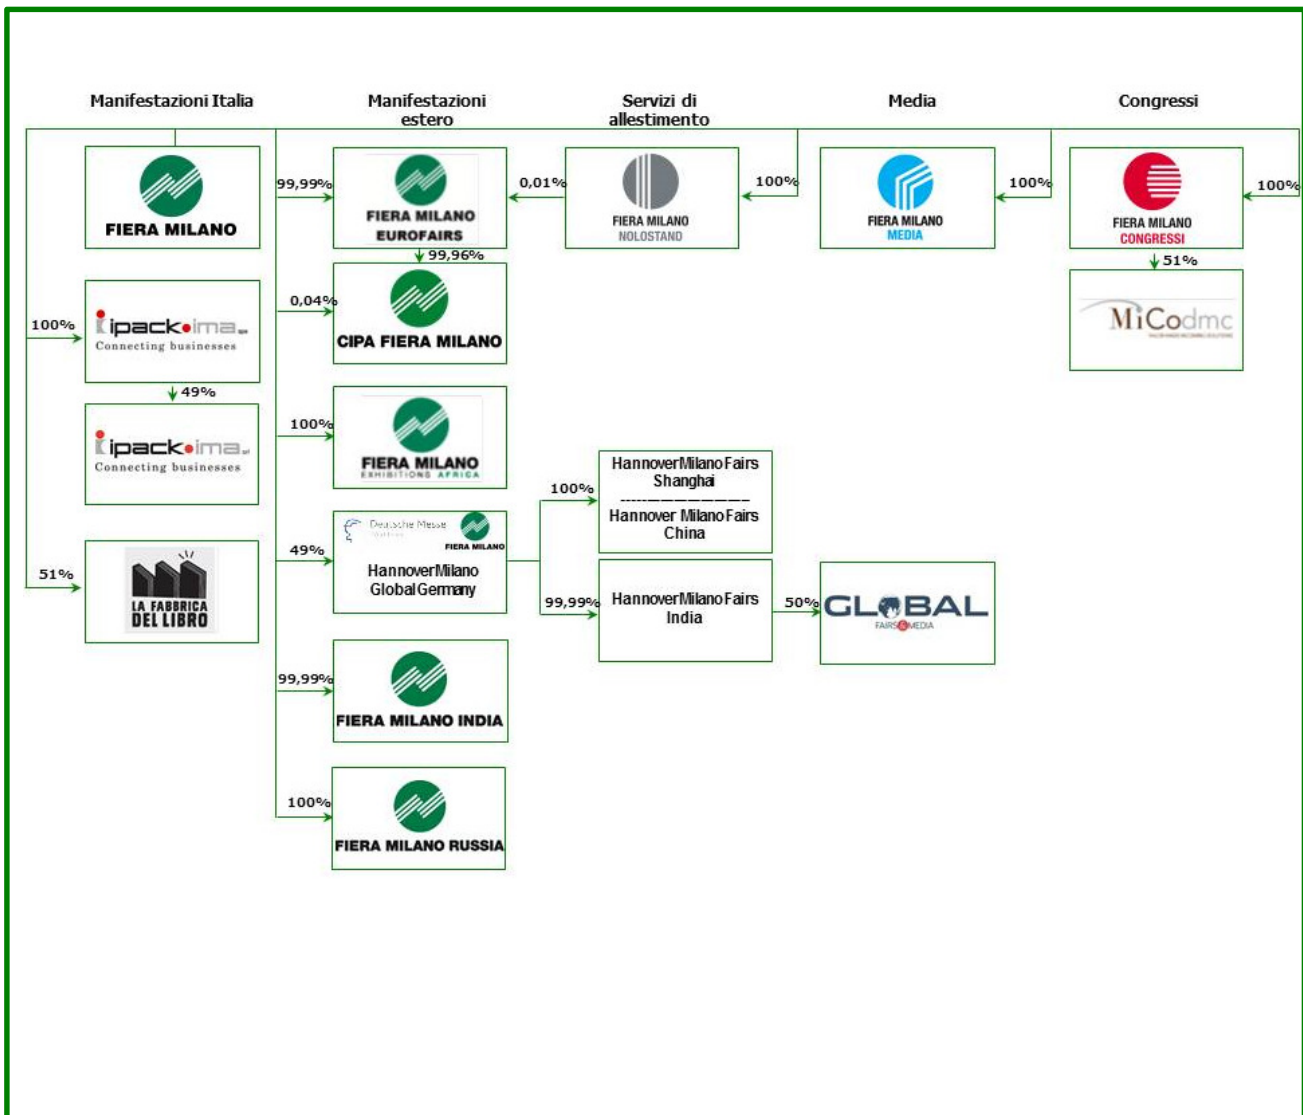 Manifestazioni Italia
Manifestazioni
estero
Servizi di
allestimento
Media
Congressi
FIERA MILANO
99,99%
FIERA MILANO
EUROFAIRS
0,01%
FIERA MILANO
NOLOSTAND
100%
FIERA MILANO
MEDIA
100%
FIERA MILANO
CONGRESSI
100%
99,96%
51%
100%
ipack•ima spa
Connecting businesses
0,04%
CIPA FIERA MILANO
MiCodmc
49%
ipack•ima srl
Connecting businesses
100%
FIERA MILANO
EXHIBITIONS AFRICA
100%
HannoverMilano Fairs
Shanghai
Hannover Milano Fairs
China
49%
Deutsche Messe
FIERA MILANO
HannoverMilano
Global Germany
51%
LA FABBRICA
DEL LIBRO
99,99%
HannoverMilano Fairs
India
50%
GLOBAL
FAIRS&MEDIA
99,99%
FIERA MILANO INDIA
100%
FIERA MILANO RUSSIA